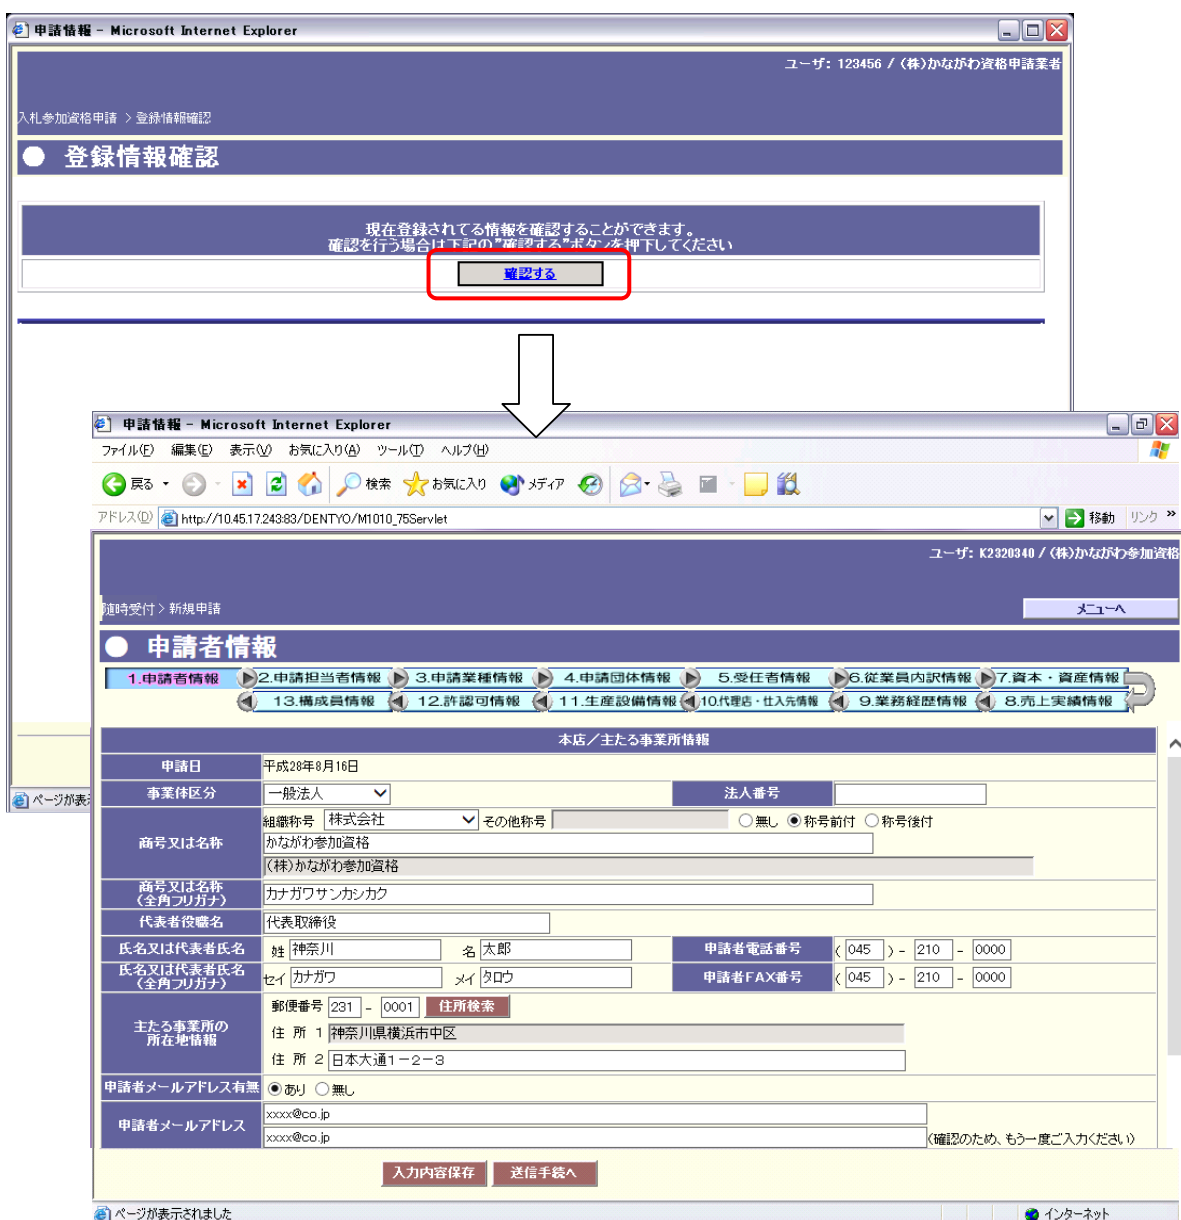 申請情報 - Microsoft Internet Explorer
ユーザ: 123456 / (株)かながわ資格申請業者
入札参加資格申請 > 登録情報確認
● 登録情報確認
現在登録されてる情報を確認することができます。
確認を行う場合は下記の"確認する"ボタンを押下してください
確認する
申請情報 - Microsoft Internet Explorer
ファイル(F) 編集(E) 表示(V) お気に入り(A) ツール(T) ヘルプ(H)
戻る 検索 お気に入り メディア
アドレス(D) http://10.45.17.243:83/DENTYO/M1010_75Servlet 移動 リンク »
ユーザ: K2320340 / (株)かながわ参加資格
随時受付 > 新規申請
メニューへ
● 申請者情報
1.申請者情報 2.申請担当者情報 3.申請業種情報 4.申請団体情報 5.受任者情報 6.従業員内訳情報 7.資本・資産情報
13.構成員情報 12.許認可情報 11.生産設備情報 10.代理店・仕入先情報 9.業務経歴情報 8.売上実績情報
本店／主たる事業所情報
申請日 平成28年8月16日
事業体区分 一般法人 法人番号
組織称号 株式会社 その他称号 ○無し ◉称号前付 ○称号後付
商号又は名称 かながわ参加資格
(株)かながわ参加資格
商号又は名称
(全角フリガナ) カナガワサンカシカク
代表者役職名 代表取締役
氏名又は代表者氏名 姓 神奈川 名 太郎 申請者電話番号 ( 045 ) - 210 - 0000
氏名又は代表者氏名
(全角フリガナ) セイ カナガワ メイ タロウ 申請者FAX番号 ( 045 ) - 210 - 0000
郵便番号 231 - 0001 住所検索
主たる事業所の
所在地情報
住 所 1 神奈川県横浜市中区
住 所 2 日本大通１－２－３
申請者メールアドレス有無 ◉あり ○無し
申請者メールアドレス
xxxx@co.jp
xxxx@co.jp (確認のため、もう一度ご入力ください)
入力内容保存 送信手続へ
ページが表示されました インターネット
ページが表